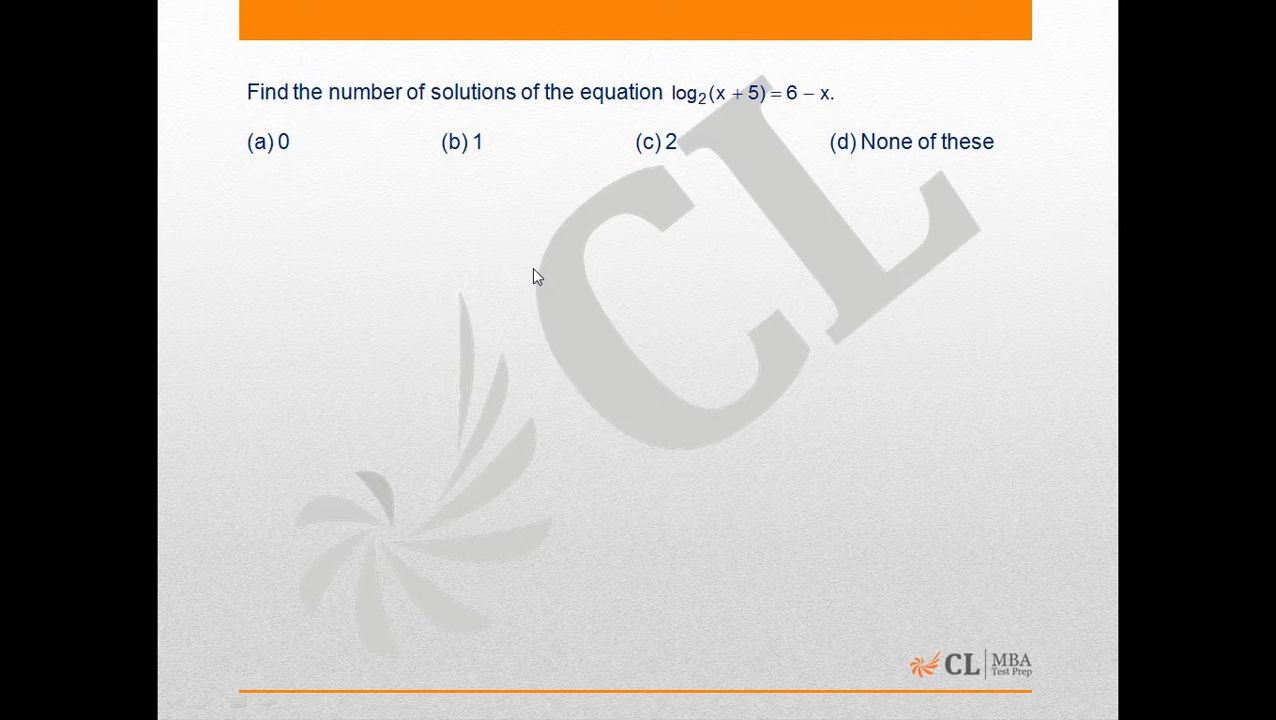 Find the number of solutions of the equation log₂(x + 5) = 6 − x.
(a) 0 (b) 1 (c) 2 (d) None of these
CL
CL MBA
Test Prep